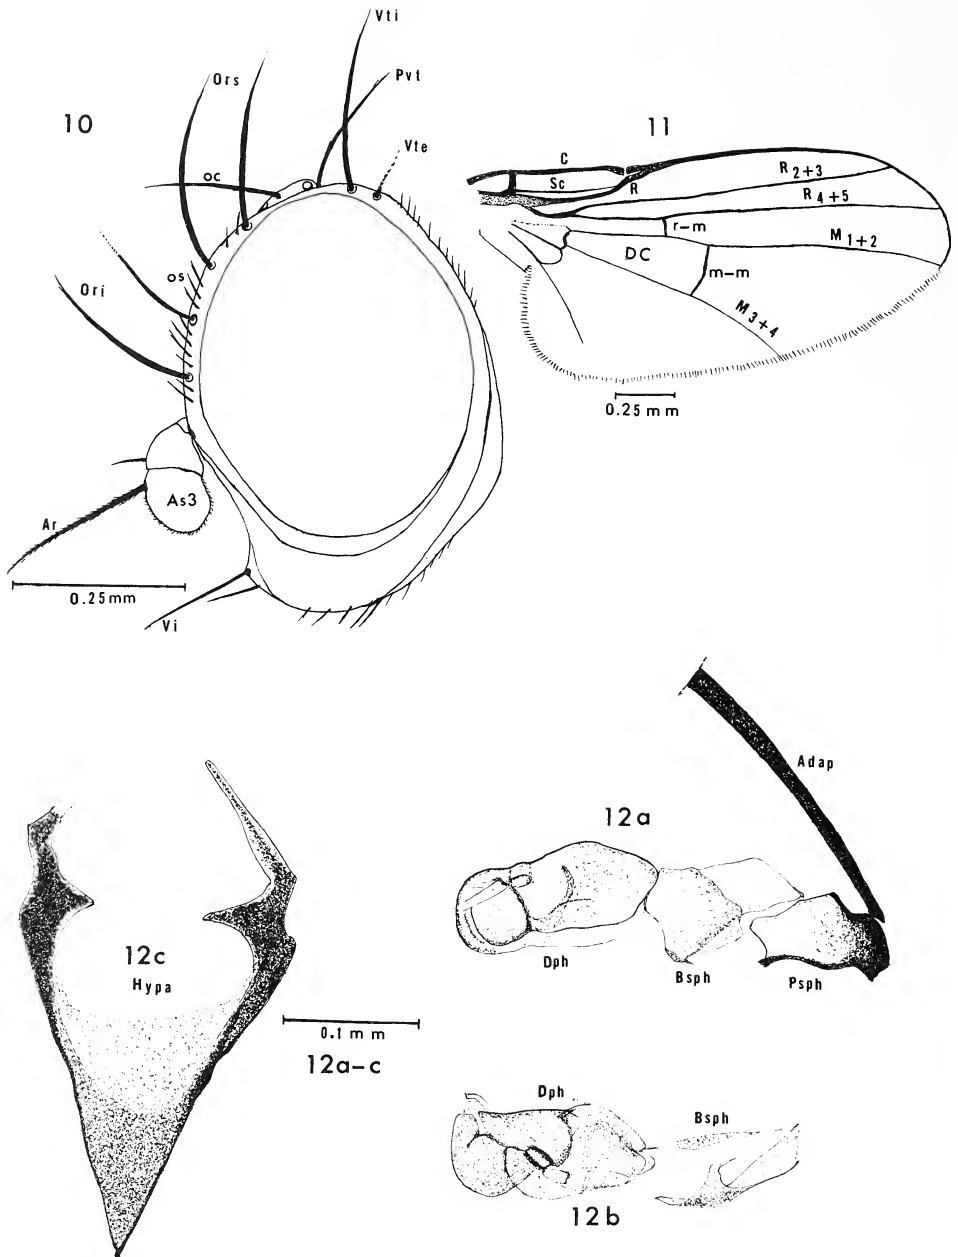 10
Vti
Ors
Pvt
Vte
oc
os
Ori
As3
Ar
0.25mm
Vi
11
C
Sc
R
R2+3
R4+5
r-m
M1+2
DC
m-m
M3+4
0.25mm
12a
Adap
Dph
Bsph
Psph
12c
Hypa
0.1 mm
12a-c
Dph
Bsph
12b